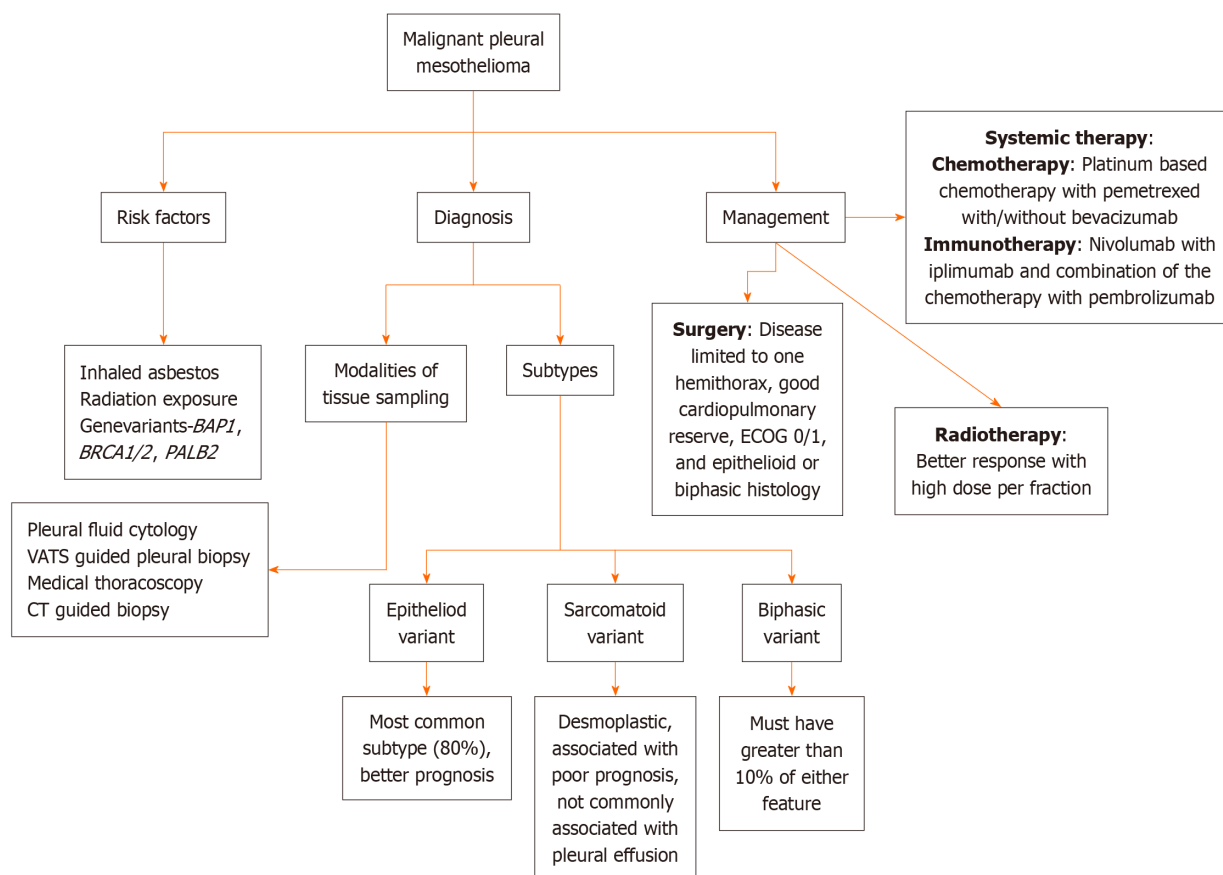 Malignant pleural
mesothelioma
Risk factors
Diagnosis
Management
Systemic therapy:
Chemotherapy: Platinum based
chemotherapy with pemetrexed
with/without bevacizumab
Immunotherapy: Nivolumab with
iplimumab and combination of the
chemotherapy with pembrolizumab
Inhaled asbestos
Radiation exposure
Genevariants-BAP1,
BRCA1/2, PALB2
Modalities of
tissue sampling
Subtypes
Surgery: Disease
limited to one
hemithorax, good
cardiopulmonary
reserve, ECOG 0/1,
and epithelioid or
biphasic histology
Radiotherapy:
Better response with
high dose per fraction
Pleural fluid cytology
VATS guided pleural biopsy
Medical thoracoscopy
CT guided biopsy
Epitheliod
variant
Sarcomatoid
variant
Biphasic
variant
Most common
subtype (80%),
better prognosis
Desmoplastic,
associated with
poor prognosis,
not commonly
associated with
pleural effusion
Must have
greater than
10% of either
feature